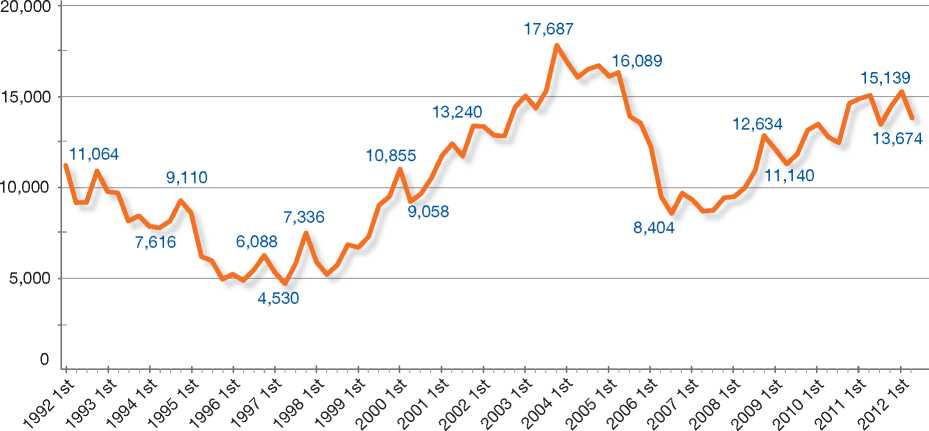 20,000
17,687
16,089
15,139
15,000
13,240
12,634
13,674
11,064
10,855
11,140
10,000
9,110
9,058
7,616
7,336
8,404
6,088
5,000
4,530
0
1992 1st
1993 1st
1994 1st
1995 1st
1996 1st
1997 1st
1998 1st
1999 1st
2000 1st
2001 1st
2002 1st
2003 1st
2004 1st
2005 1st
2006 1st
2007 1st
2008 1st
2009 1st
2010 1st
2011 1st
2012 1st